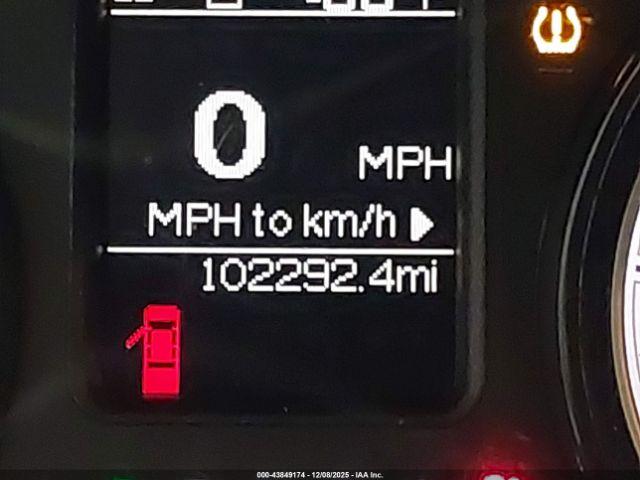 0
MPH
MPH to km/h
102292.4mi
000-43849174 - 12/08/2025 - IAA Inc.